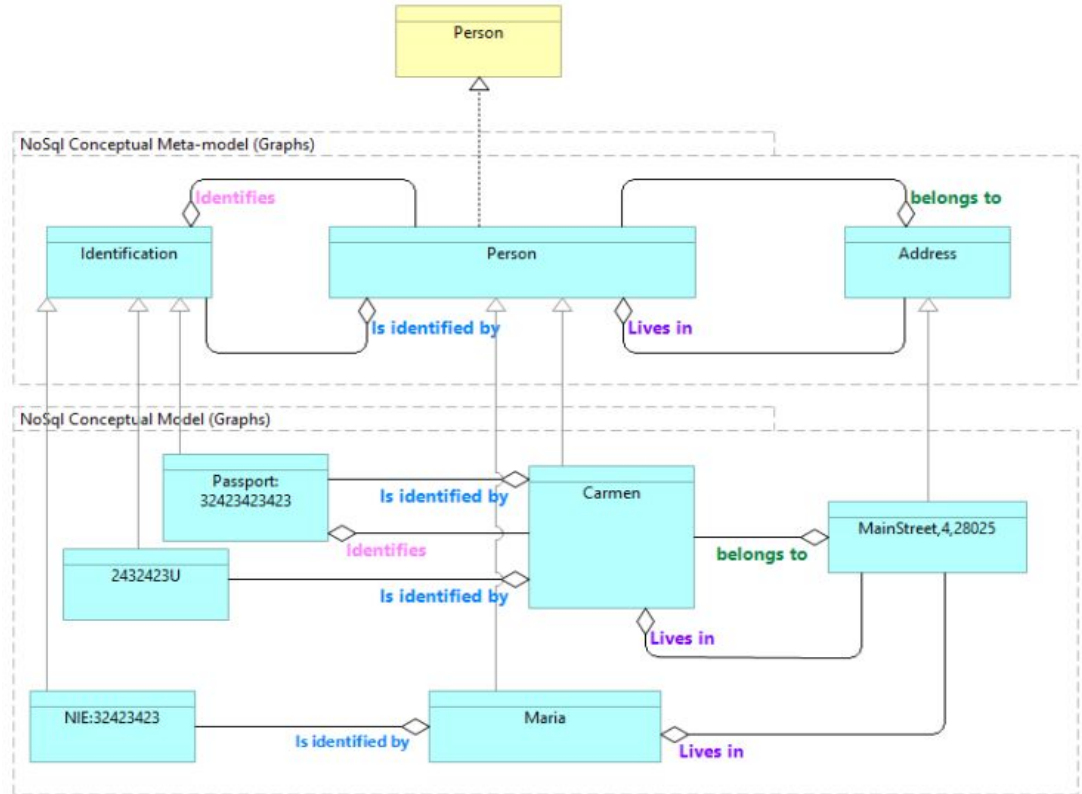 Person
NoSql Conceptual Meta-model (Graphs)
Identifies
belongs to
Identification
Person
Address
Is identified by
Lives in
NoSql Conceptual Model (Graphs)
Passport:
32423423423
Is identified by
Carmen
MainStreet,4,28025
Identifies
belongs to
2432423U
Is identified by
Lives in
NIE:32423423
Maria
Is identified by
Lives in